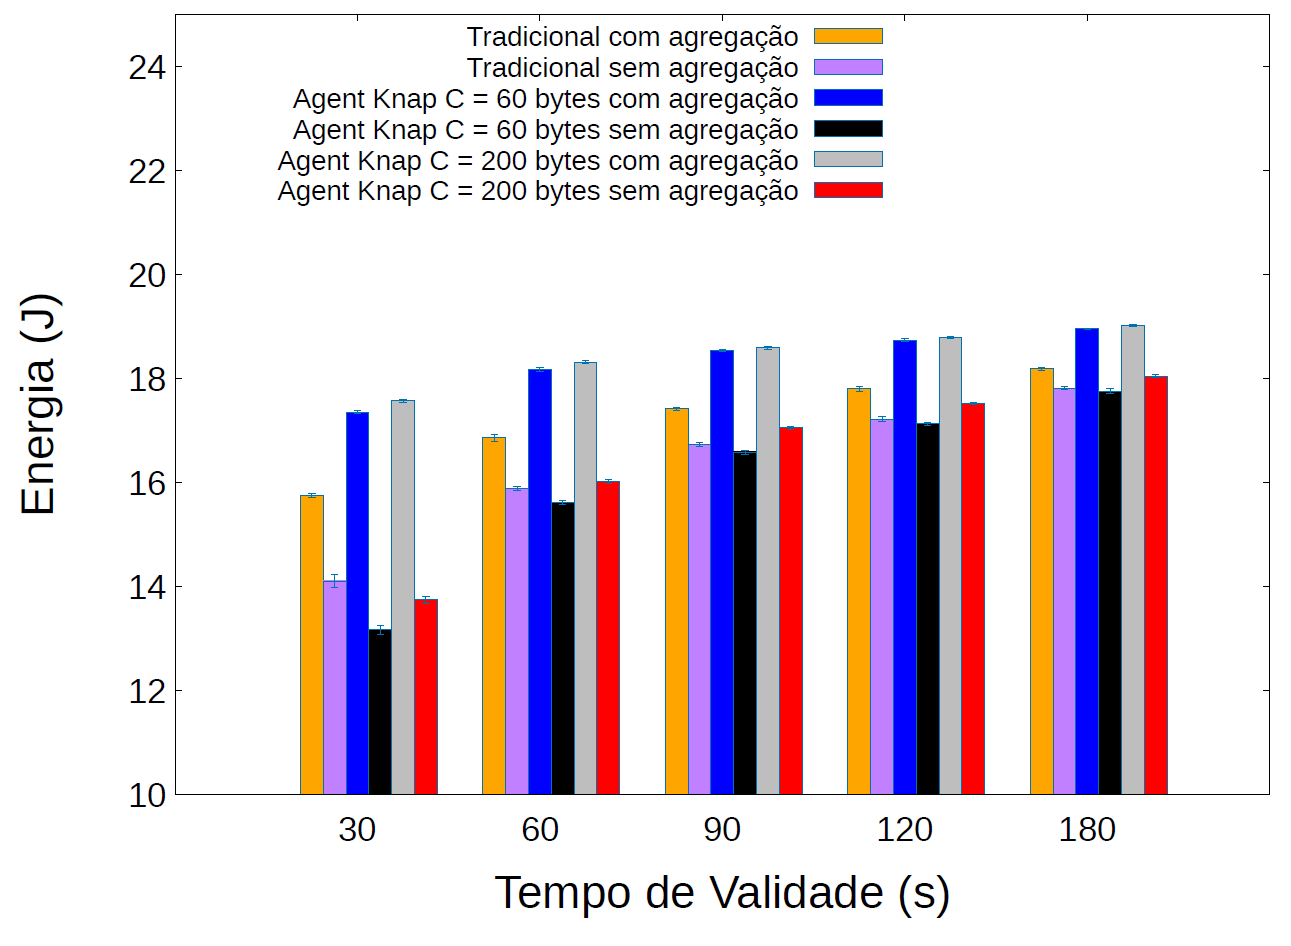 Tradicional com agregação
Tradicional sem agregação
Agent Knap C = 60 bytes com agregação
Agent Knap C = 60 bytes sem agregação
Agent Knap C = 200 bytes com agregação
Agent Knap C = 200 bytes sem agregação
24
22
20
18
16
14
12
10
Energia (J)
30 60 90 120 180
Tempo de Validade (s)